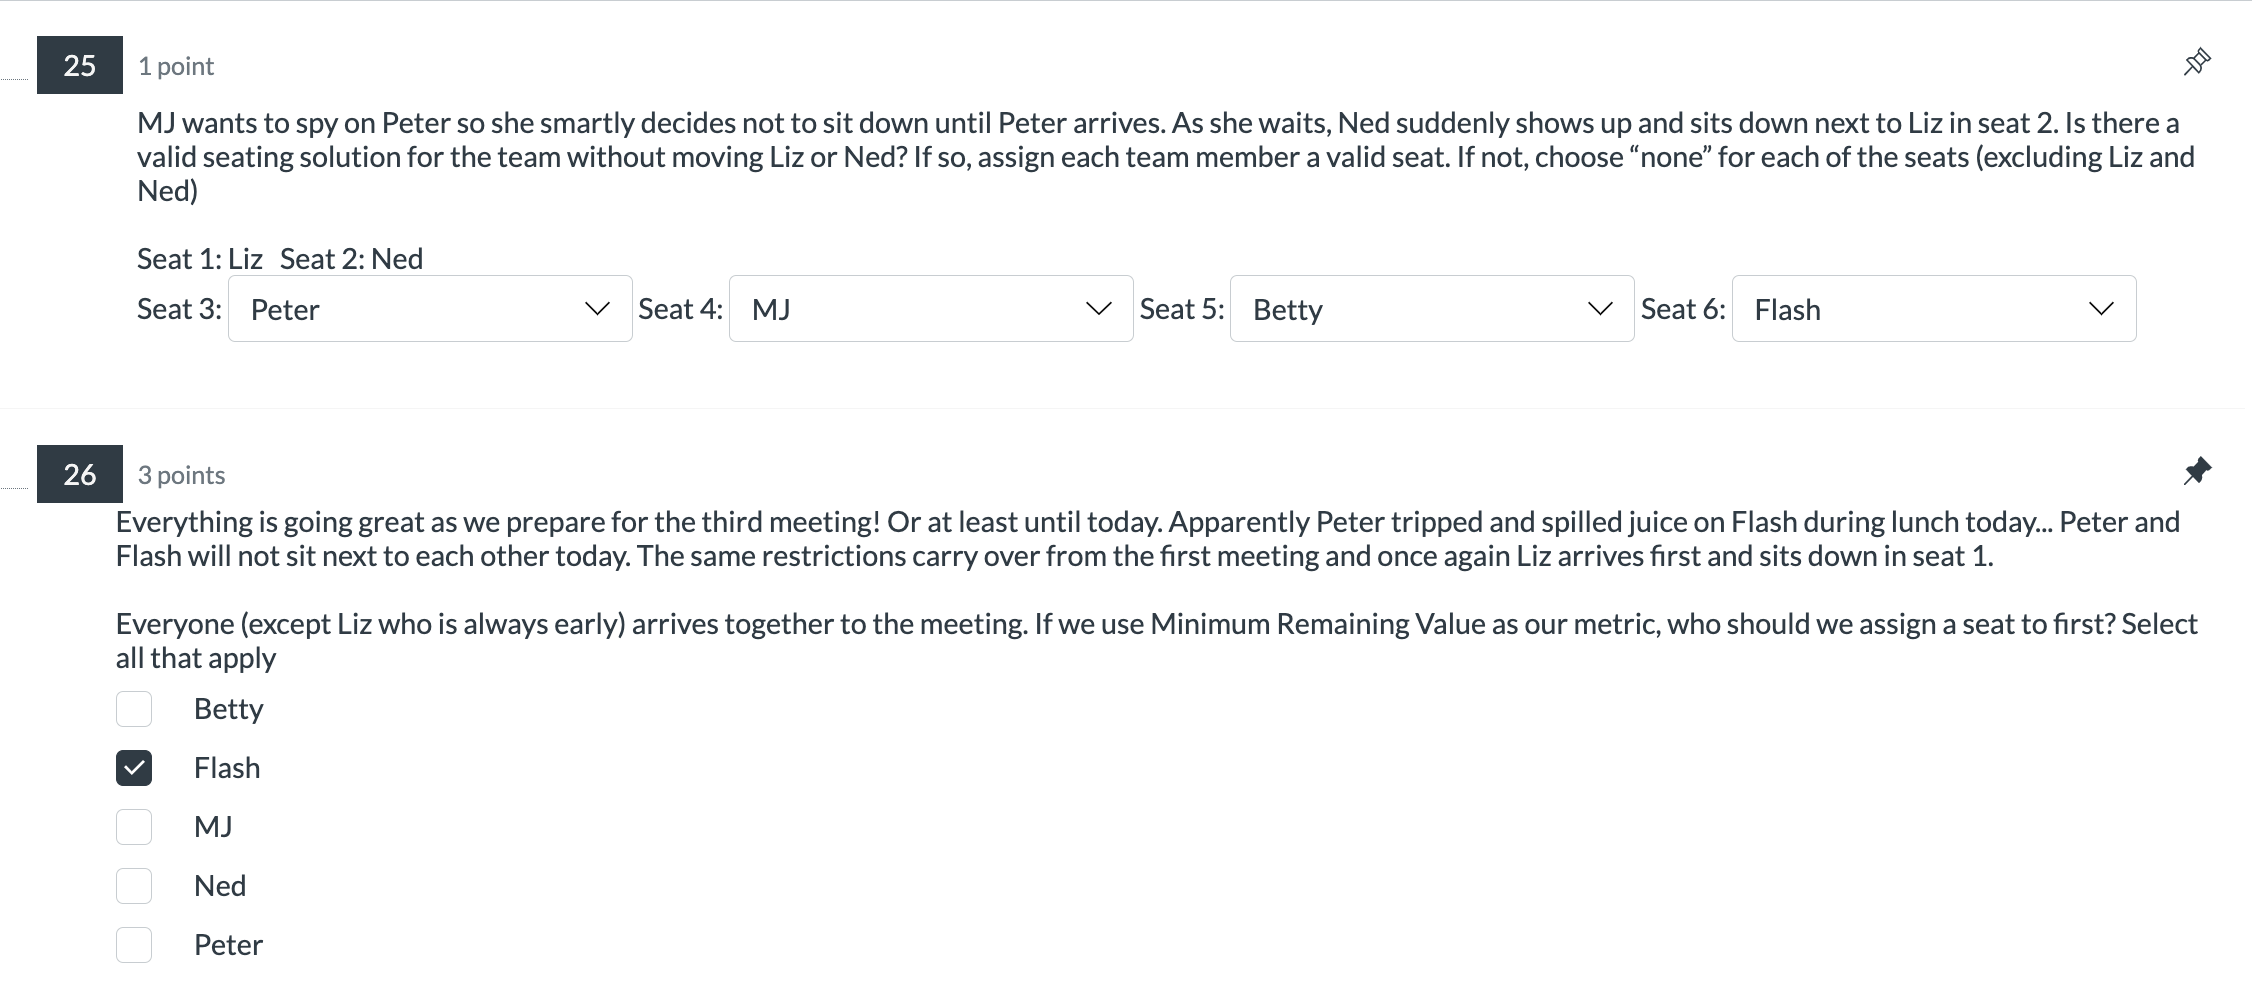 25 1 point
MJ wants to spy on Peter so she smartly decides not to sit down until Peter arrives. As she waits, Ned suddenly shows up and sits down next to Liz in seat 2. Is there a
valid seating solution for the team without moving Liz or Ned? If so, assign each team member a valid seat. If not, choose “none” for each of the seats (excluding Liz and
Ned)
Seat 1: Liz Seat 2: Ned
Seat 3: Peter Seat 4: MJ Seat 5: Betty Seat 6: Flash
26 3 points
Everything is going great as we prepare for the third meeting! Or at least until today. Apparently Peter tripped and spilled juice on Flash during lunch today... Peter and
Flash will not sit next to each other today. The same restrictions carry over from the first meeting and once again Liz arrives first and sits down in seat 1.
Everyone (except Liz who is always early) arrives together to the meeting. If we use Minimum Remaining Value as our metric, who should we assign a seat to first? Select
all that apply
Betty
Flash
MJ
Ned
Peter